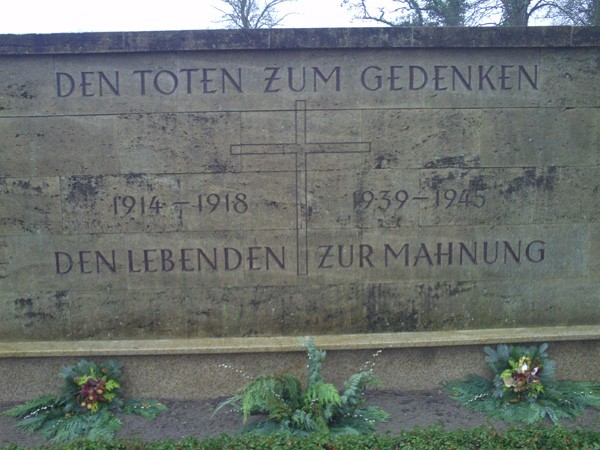 DEN TOTEN ZUM GEDENKEN
1914–1918 1939–1945
DEN LEBENDEN ZUR MAHNUNG